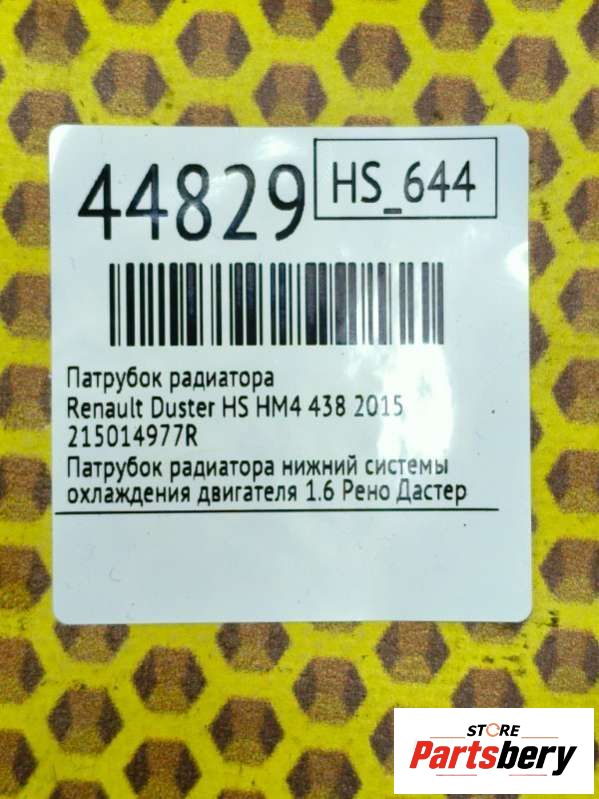 44829 HS_644
Патрубок радиатора
Renault Duster HS HM4 438 2015
215014977R
Патрубок радиатора нижний системы
охлаждения двигателя 1.6 Рено Дастер
STORE
Partsbery